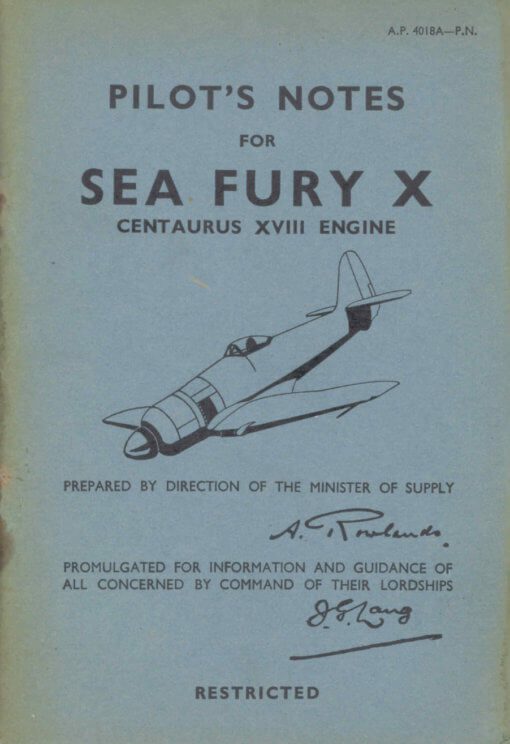 A.P. 4018A—P.N.
PILOT'S NOTES
FOR
SEA FURY X
CENTAURUS XVIII ENGINE
PREPARED BY DIRECTION OF THE MINISTER OF SUPPLY
A. Rowlands.
PROMULGATED FOR INFORMATION AND GUIDANCE OF
ALL CONCERNED BY COMMAND OF THEIR LORDSHIPS
J.G. Lang
RESTRICTED